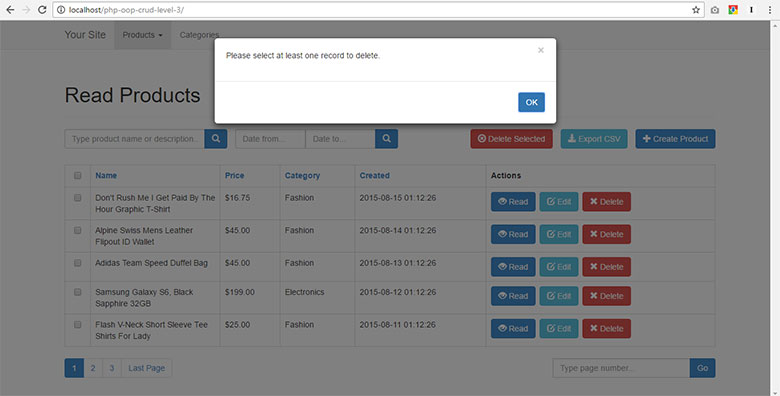 localhost/php-oop-crud-level-3/
Your Site Products Categories
Please select at least one record to delete. ×
OK
Read Products
Type product name or description... Date from... Date to... Delete Selected Export CSV Create Product
Name Price Category Created Actions
Don't Rush Me I Get Paid By The $16.75 Fashion 2015-08-15 01:12:26 Read Edit Delete
Hour Graphic T-Shirt
Alpine Swiss Mens Leather $45.00 Fashion 2015-08-14 01:12:26 Read Edit Delete
Flipout ID Wallet
Adidas Team Speed Duffel Bag $45.00 Fashion 2015-08-13 01:12:26 Read Edit Delete
Samsung Galaxy S6, Black $199.00 Electronics 2015-08-12 01:12:26 Read Edit Delete
Sapphire 32GB
Flash V-Neck Short Sleeve Tee $25.00 Fashion 2015-08-11 01:12:26 Read Edit Delete
Shirts For Lady
1 2 3 Last Page Type page number... Go